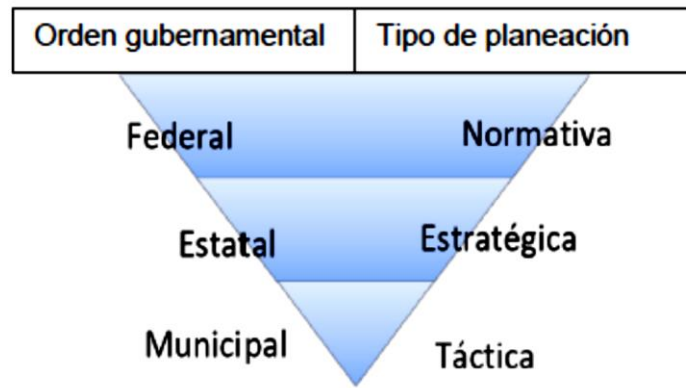 Orden gubernamental Tipo de planeación
Federal Normativa
Estatal Estratégica
Municipal Táctica